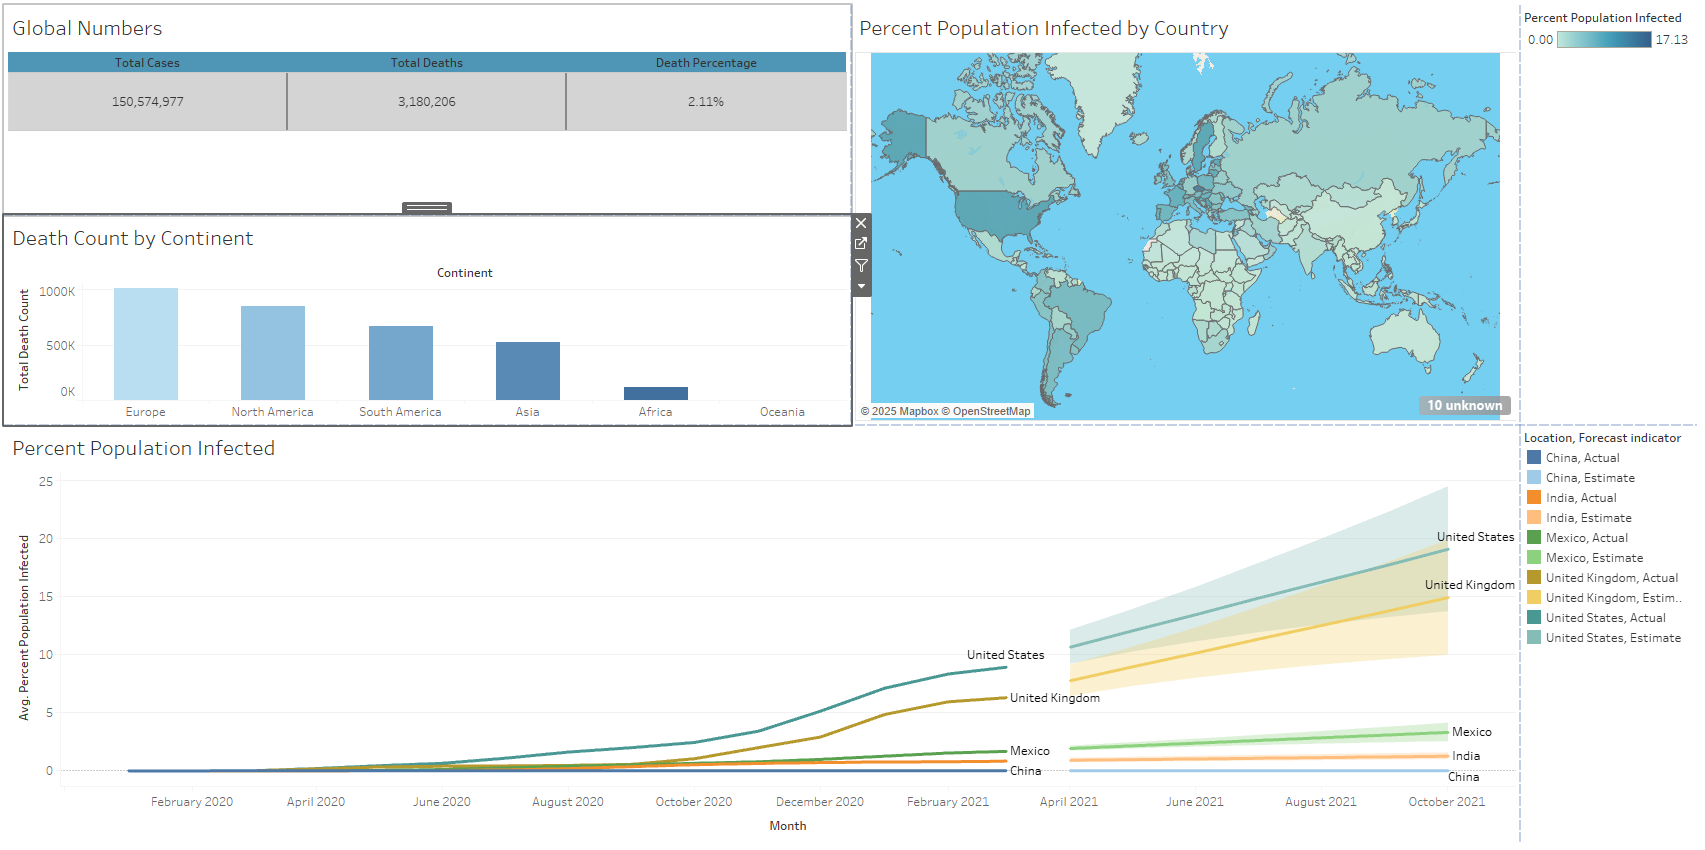 Global Numbers
Total Cases
Total Deaths
Death Percentage
150,574,977
3,180,206
2.11%
Death Count by Continent
Continent
Total Death Count
1000K
500K
0K
Europe
North America
South America
Asia
Africa
Oceania
Percent Population Infected by Country
© 2025 Mapbox © OpenStreetMap
10 unknown
Percent Population Infected
0.00
17.13
Percent Population Infected
Avg. Percent Population Infected
25
20
15
10
5
0
United States
United Kingdom
Mexico
China
United States
United Kingdom
Mexico
India
China
February 2020
April 2020
June 2020
August 2020
October 2020
December 2020
February 2021
April 2021
June 2021
August 2021
October 2021
Month
Location, Forecast indicator
China, Actual
China, Estimate
India, Actual
India, Estimate
Mexico, Actual
Mexico, Estimate
United Kingdom, Actual
United Kingdom, Estim..
United States, Actual
United States, Estimate